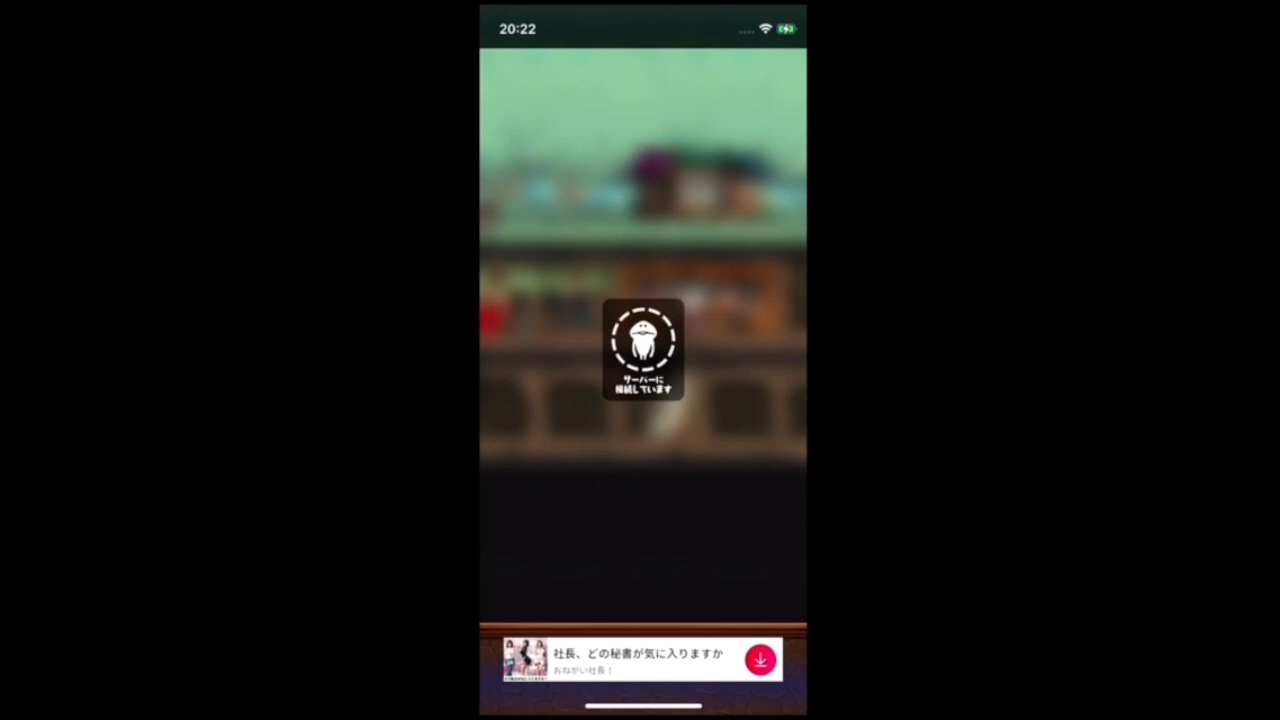 20:22
サーバーに
接続しています
社長、どの秘書が気に入りますか
おねがい社長！